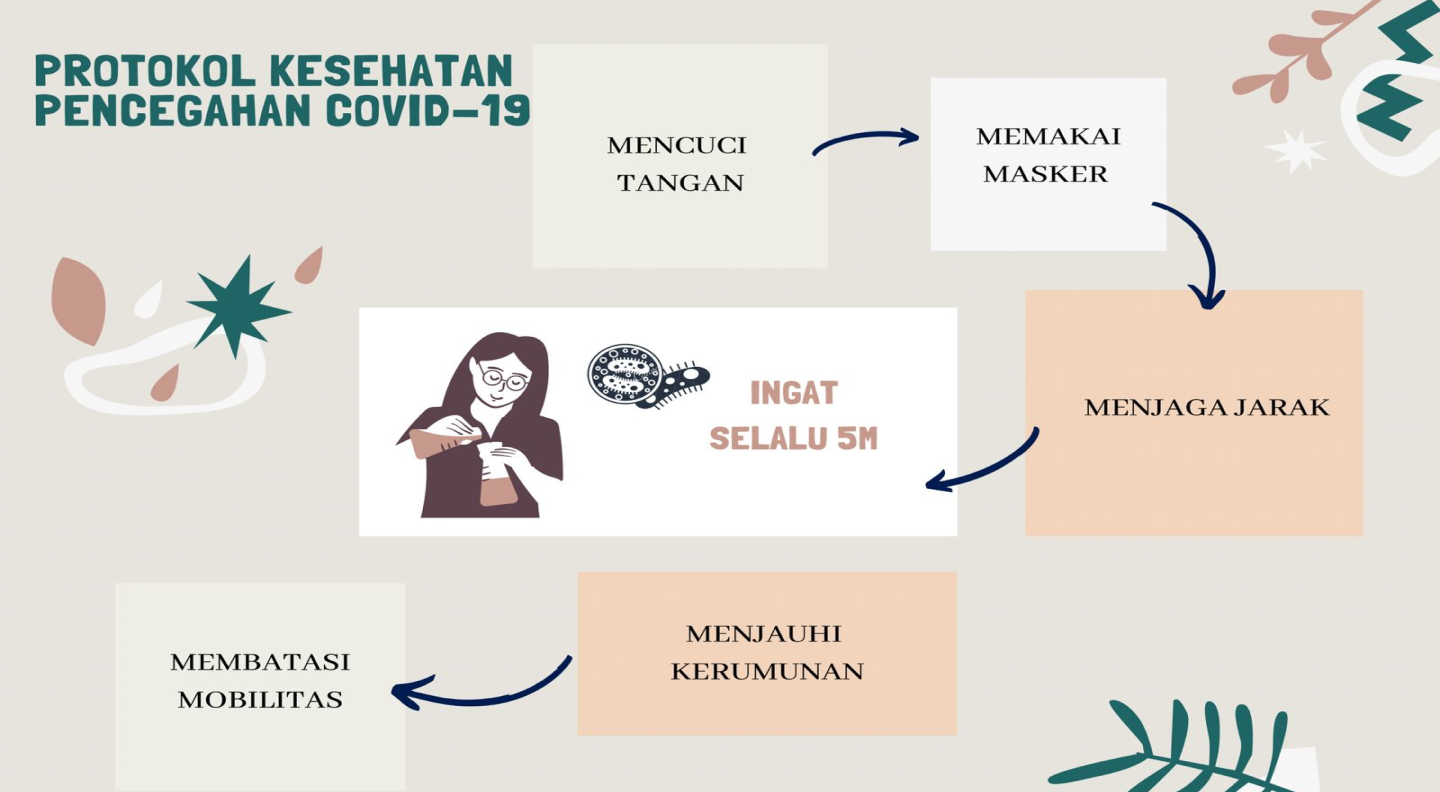 PROTOKOL KESEHATAN
PENCEGAHAN COVID-19
MENCUCI
TANGAN
MEMAKAI
MASKER
MENJAGA JARAK
INGAT
SELALU 5M
MENJAUHI
KERUMUNAN
MEMBATASI
MOBILITAS